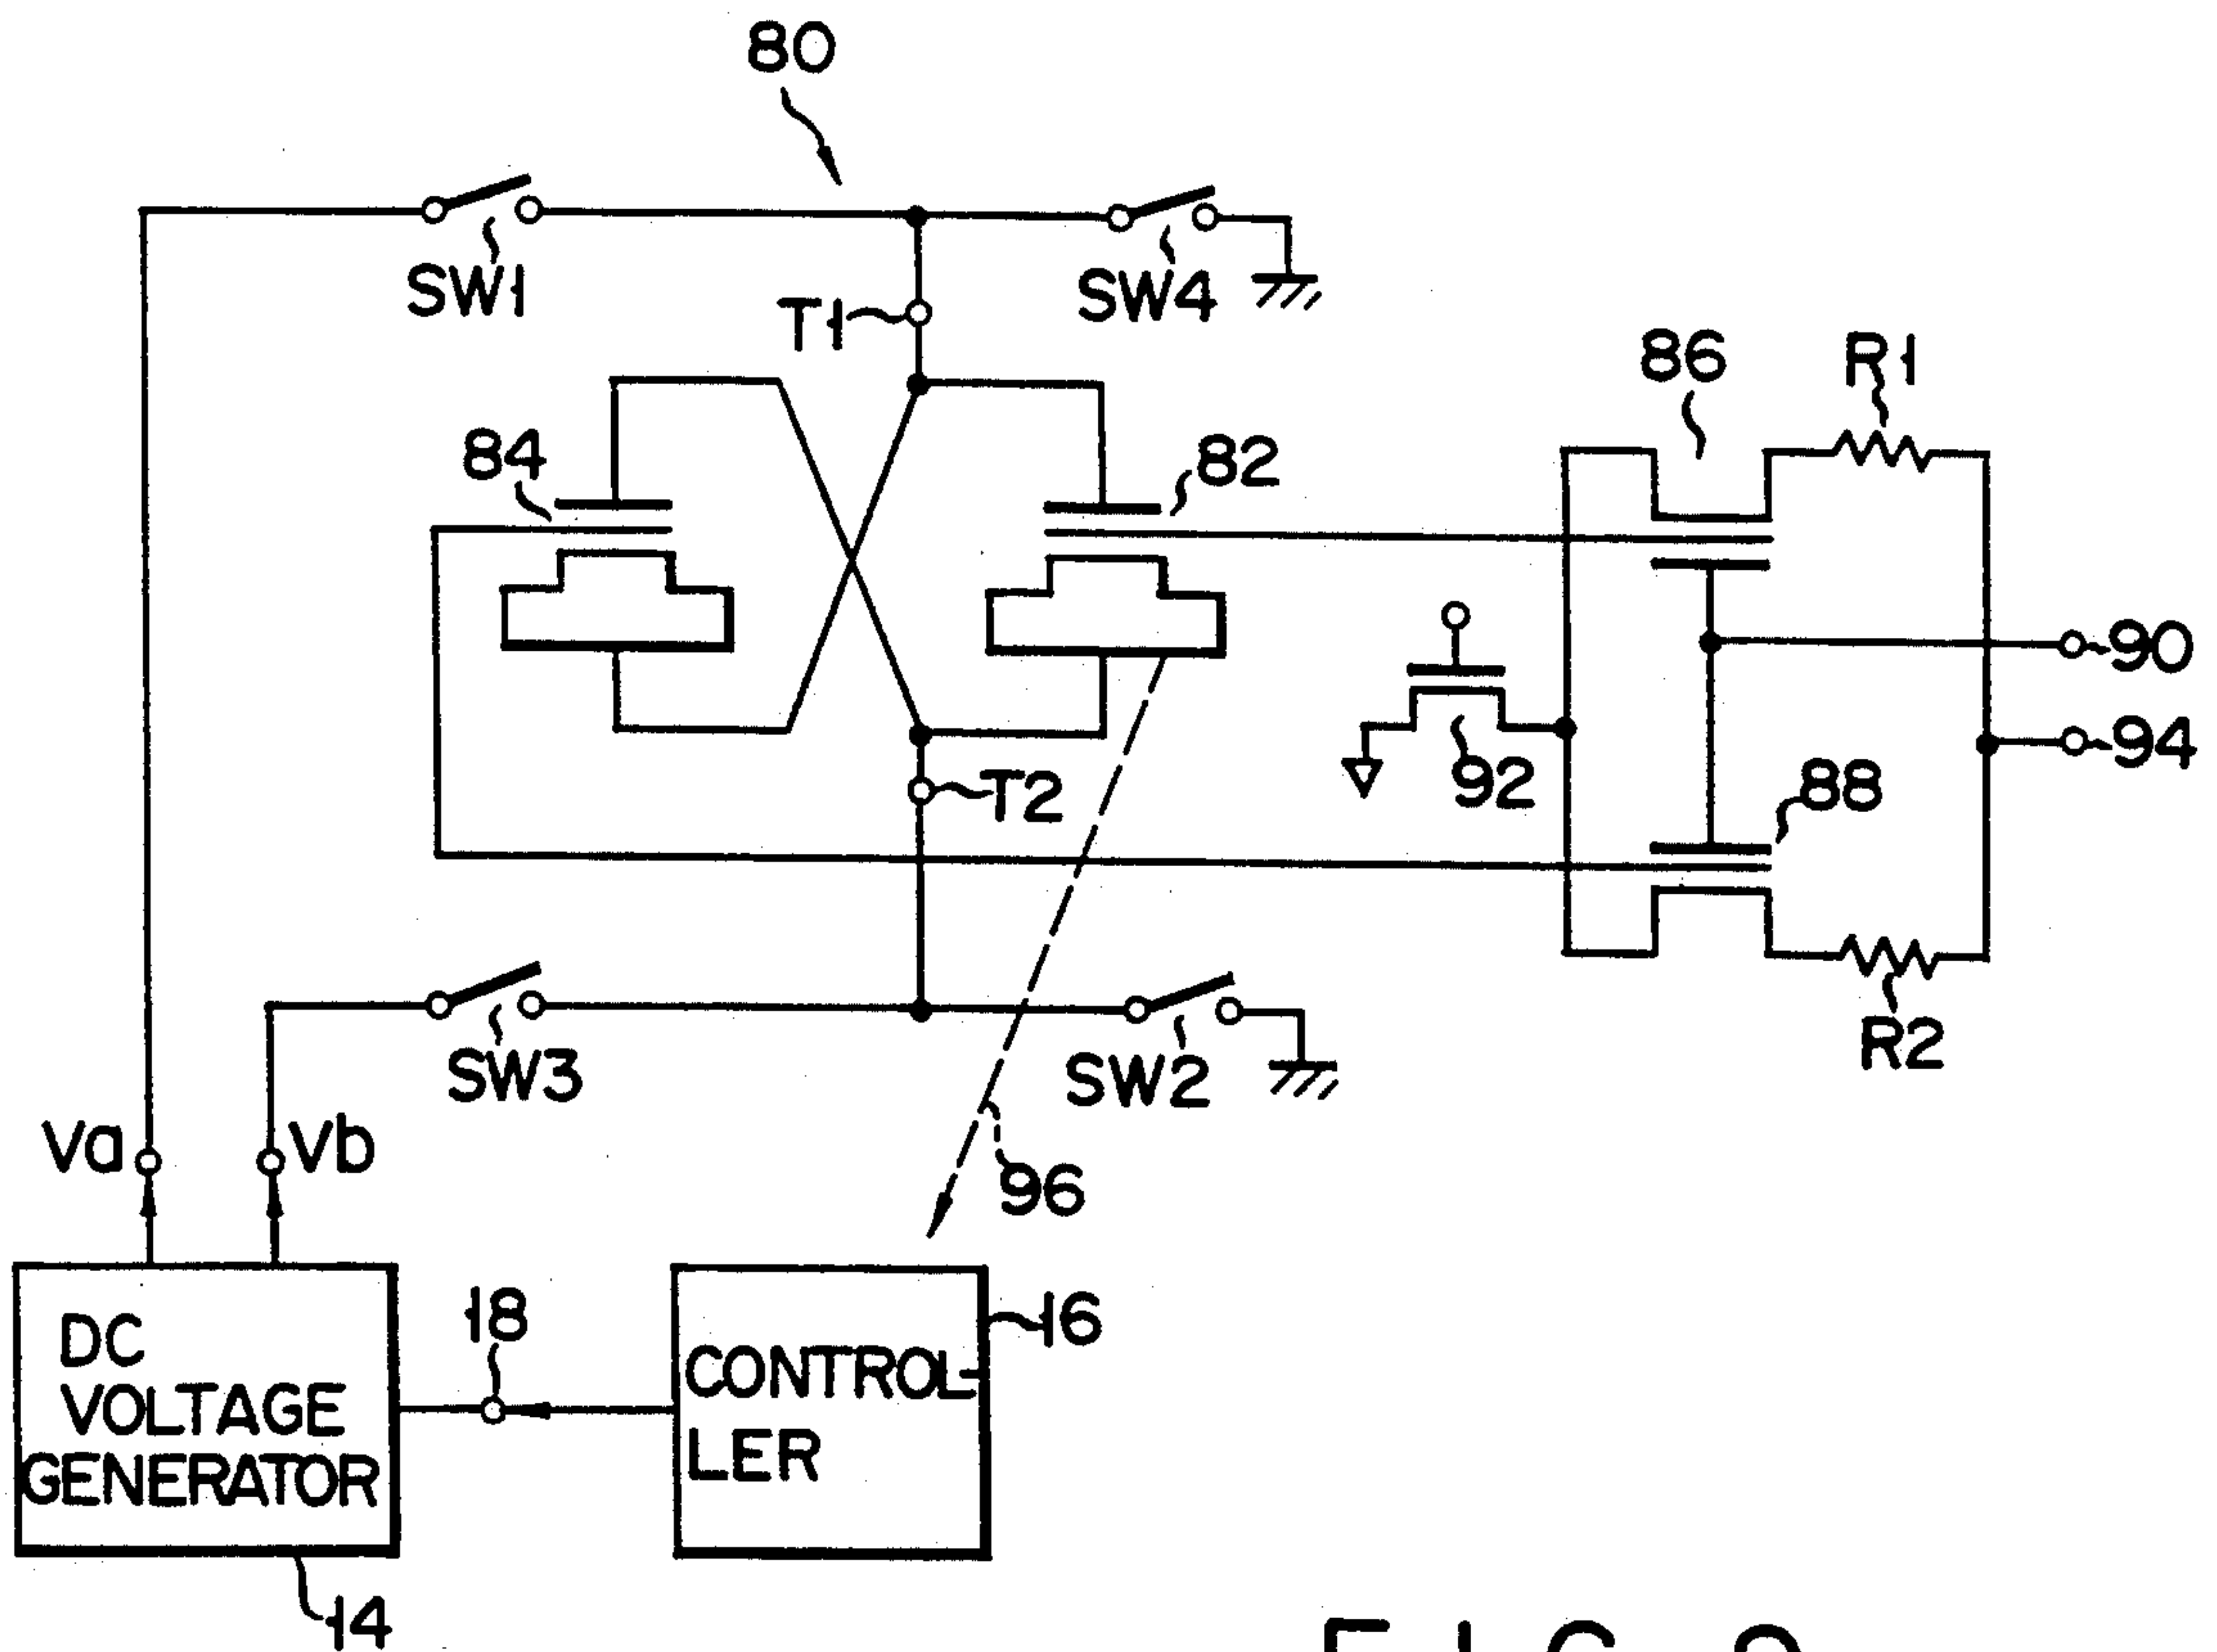 80
SW1
SW4
T1
86
R1
84
82
90
94
92
88
T2
SW3
SW2
R2
Va
Vb
96
18
16
DC
VOLTAGE
GENERATOR
CONTROL-
LER
14